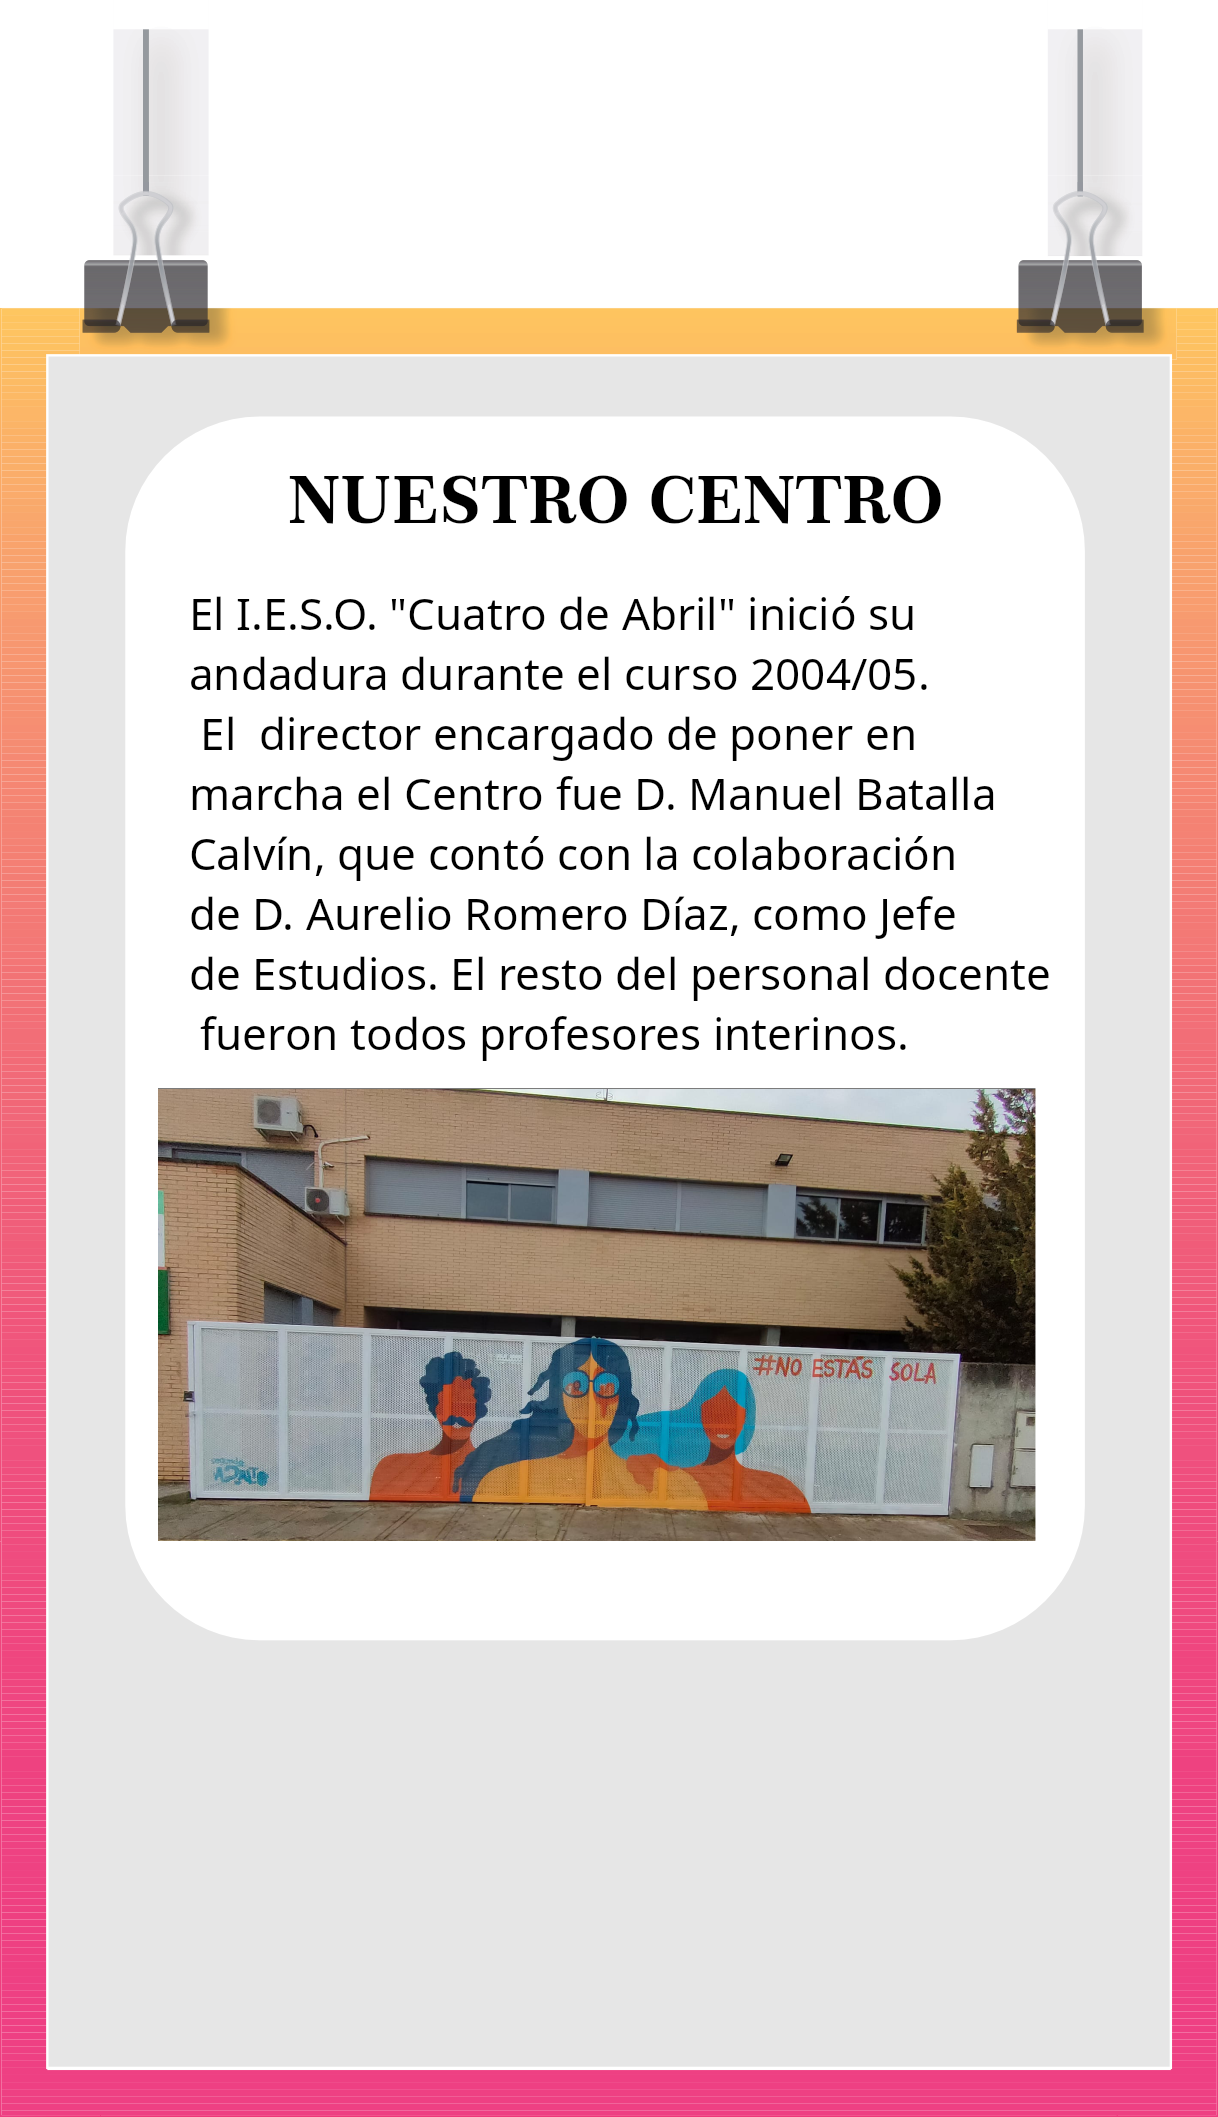 NUESTRO CENTRO
El I.E.S.O. "Cuatro de Abril" inició su
andadura durante el curso 2004/05.
El  director encargado de poner en
marcha el Centro fue D. Manuel Batalla
Calvín, que contó con la colaboración
de D. Aurelio Romero Díaz, como Jefe
de Estudios. El resto del personal docente
fueron todos profesores interinos.
#NO ESTÁS SOLA